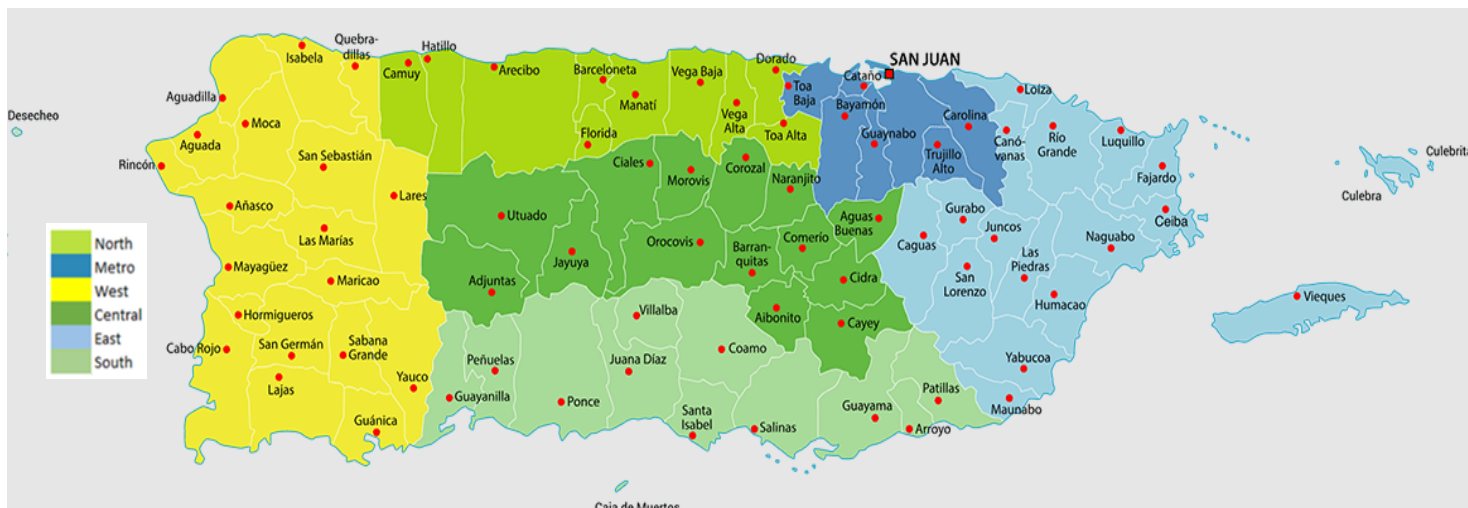 SAN JUAN
Quebra-
dillas
Isabela
Hatillo
Camuy
Arecibo
Barceloneta
Manatí
Vega Baja
Dorado
Vega
Alta
Toa
Baja
Toa Alta
Cataño
Bayamón
Guaynabo
Carolina
Trujillo
Alto
Loíza
Canó-
vanas
Río
Grande
Luquillo
Fajardo
Ceiba
Culebrita
Culebra
Desecheo
Aguadilla
Moca
Aguada
Rincón
San Sebastián
Lares
Añasco
Las Marías
Mayagüez
Maricao
Florida
Ciales
Morovis
Corozal
Naranjito
Utuado
Orocovis
Jayuya
Adjuntas
Barran-
quitas
Comerío
Aguas
Buenas
Cidra
Aibonito
Cayey
Gurabo
Caguas
Juncos
San
Lorenzo
Las
Piedras
Naguabo
Humacao
Vieques
Yabucoa
Maunabo
Hormigueros
Cabo Rojo
San Germán
Sabana
Grande
Lajas
Yauco
Guánica
Peñuelas
Guayanilla
Ponce
Villalba
Juana Díaz
Coamo
Santa
Isabel
Salinas
Guayama
Patillas
Arroyo
Caja de Muertos
North
Metro
West
Central
East
South